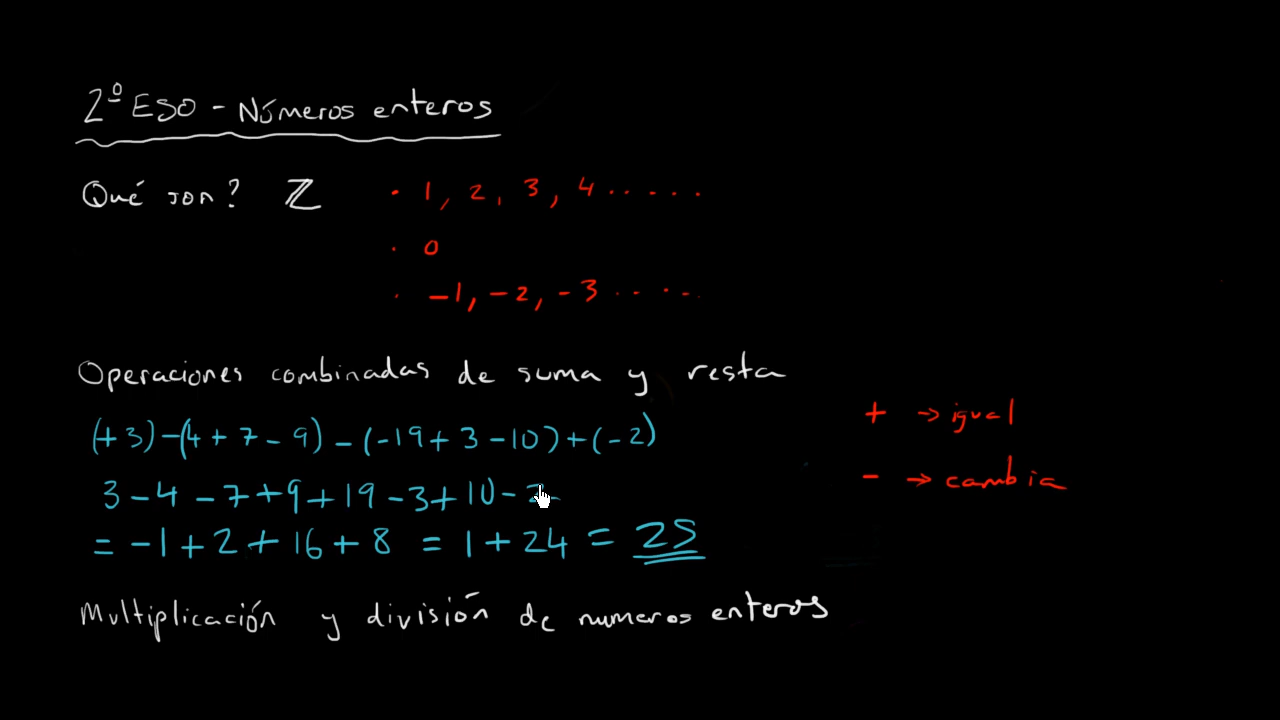 2º ESO - Números enteros
Qué son? ℤ
· 1, 2, 3, 4 .....
· 0
· -1, -2, -3 .....
Operaciones combinadas de suma y resta
+ → igual
(+3)-(4+7-9)-(-19+3-10)+(-2)
- → cambia
3-4-7+9+19-3+10-
= -1+2+16+8 = 1+24 = 25
Multiplicación y división de numeros enteros